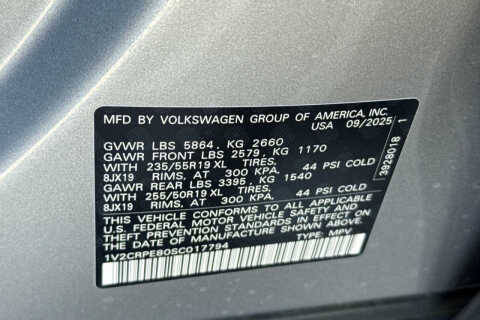 MFD BY VOLKSWAGEN GROUP OF AMERICA, INC.
USA 09/2025
GVWR LBS 5864, KG 2660
GAWR FRONT LBS 2579, KG 1170
WITH 235/55R19 XL TIRES,
8JX19 RIMS, AT 300 KPA, 44 PSI COLD
GAWR REAR LBS 3395, KG 1540
WITH 255/50R19 XL TIRES,
8JX19 RIMS, AT 300 KPA, 44 PSI COLD
THIS VEHICLE CONFORMS TO ALL APPLICABLE
U.S. FEDERAL MOTOR VEHICLE SAFETY AND
THEFT PREVENTION STANDARDS IN EFFECT ON
THE DATE OF MANUFACTURE SHOWN ABOVE.
1V2CRPE80SC017794 TYPE: MPV
3928018 1